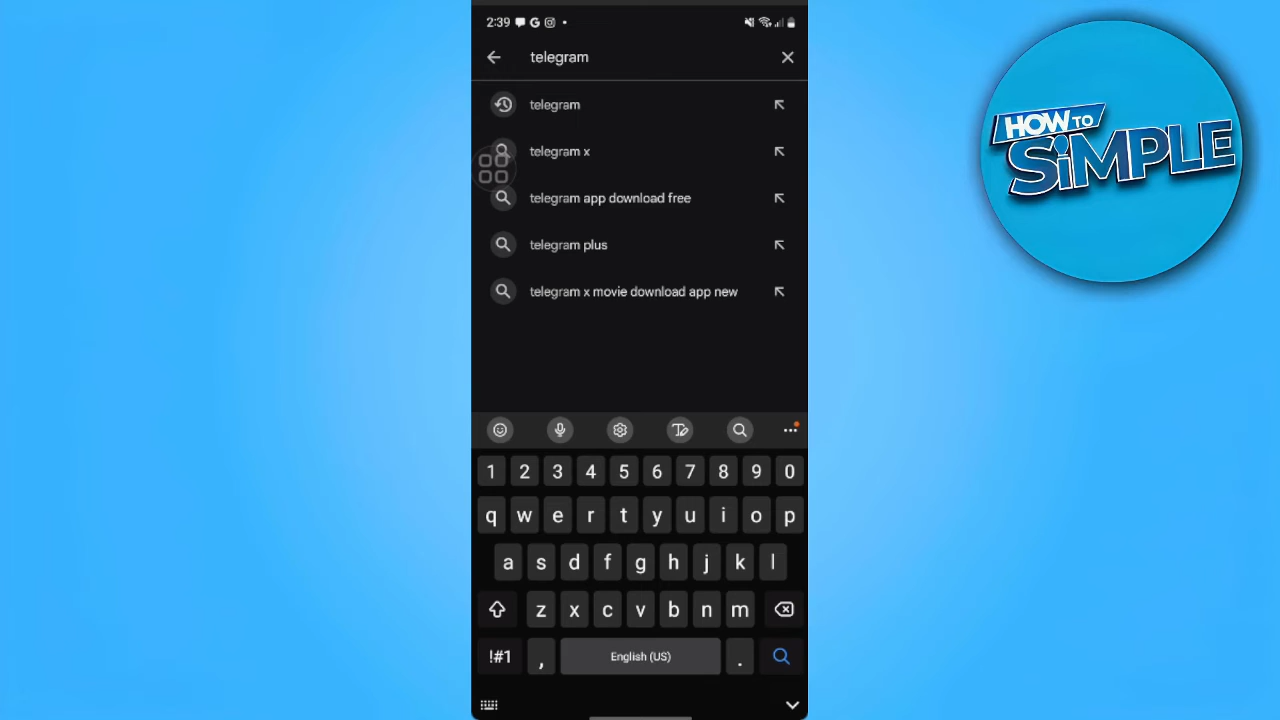 2:39
telegram
telegram
telegram x
telegram app download free
telegram plus
telegram x movie download app new
1 2 3 4 5 6 7 8 9 0
q w e r t y u i o p
a s d f g h j k l
z x c v b n m
!#1 , English (US) .
HOW TO
SiMPLE